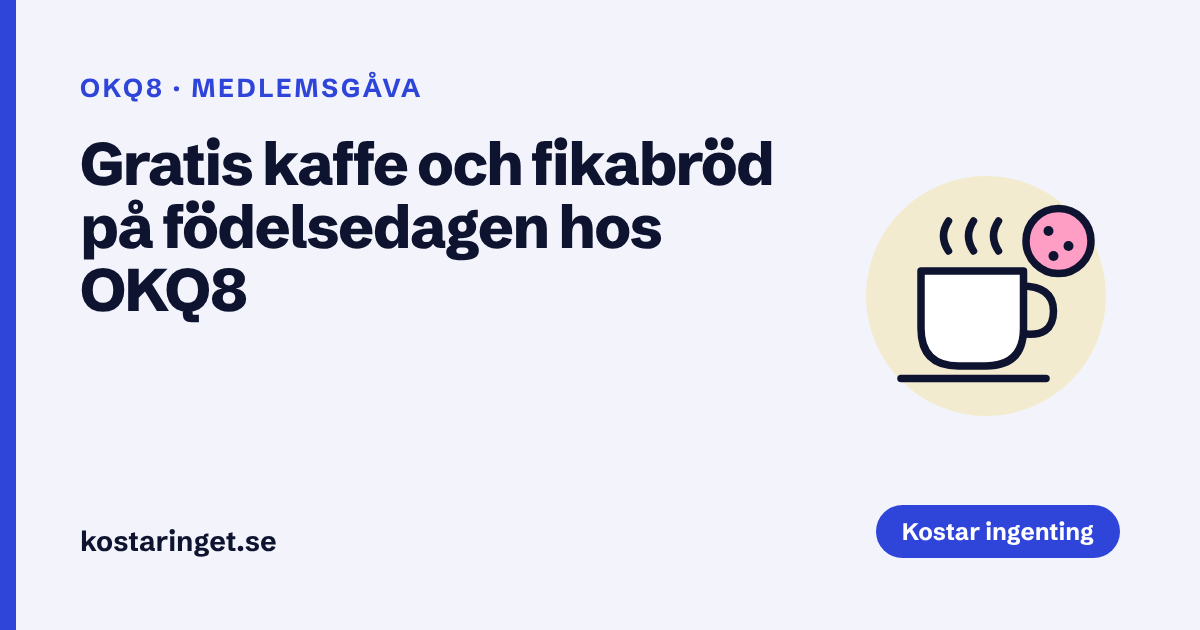 OKQ8 · MEDLEMSGÅVA
Gratis kaffe och fikabröd
på födelsedagen hos
OKQ8
kostaringet.se
Kostar ingenting